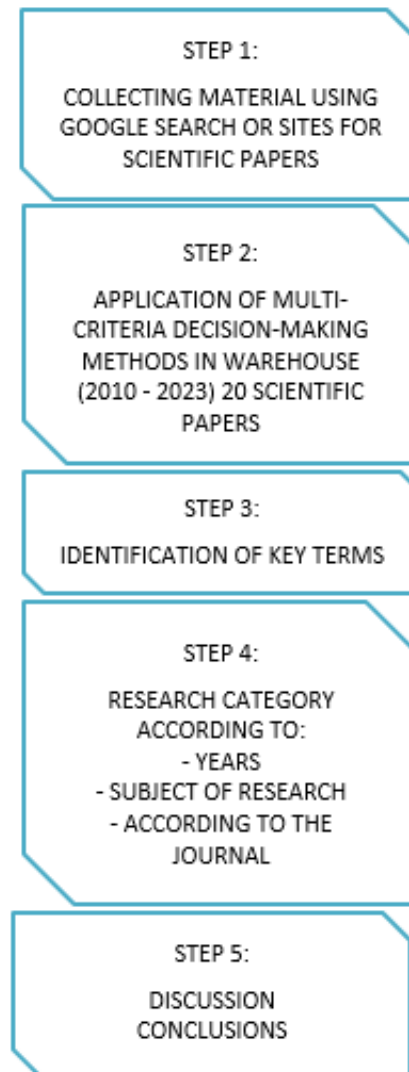 STEP 1:
COLLECTING MATERIAL USING
GOOGLE SEARCH OR SITES FOR
SCIENTIFIC PAPERS
STEP 2:
APPLICATION OF MULTI-
CRITERIA DECISION-MAKING
METHODS IN WAREHOUSE
(2010 - 2023) 20 SCIENTIFIC
PAPERS
STEP 3:
IDENTIFICATION OF KEY TERMS
STEP 4:
RESEARCH CATEGORY
ACCORDING TO:
- YEARS
- SUBJECT OF RESEARCH
- ACCORDING TO THE
JOURNAL
STEP 5:
DISCUSSION
CONCLUSIONS